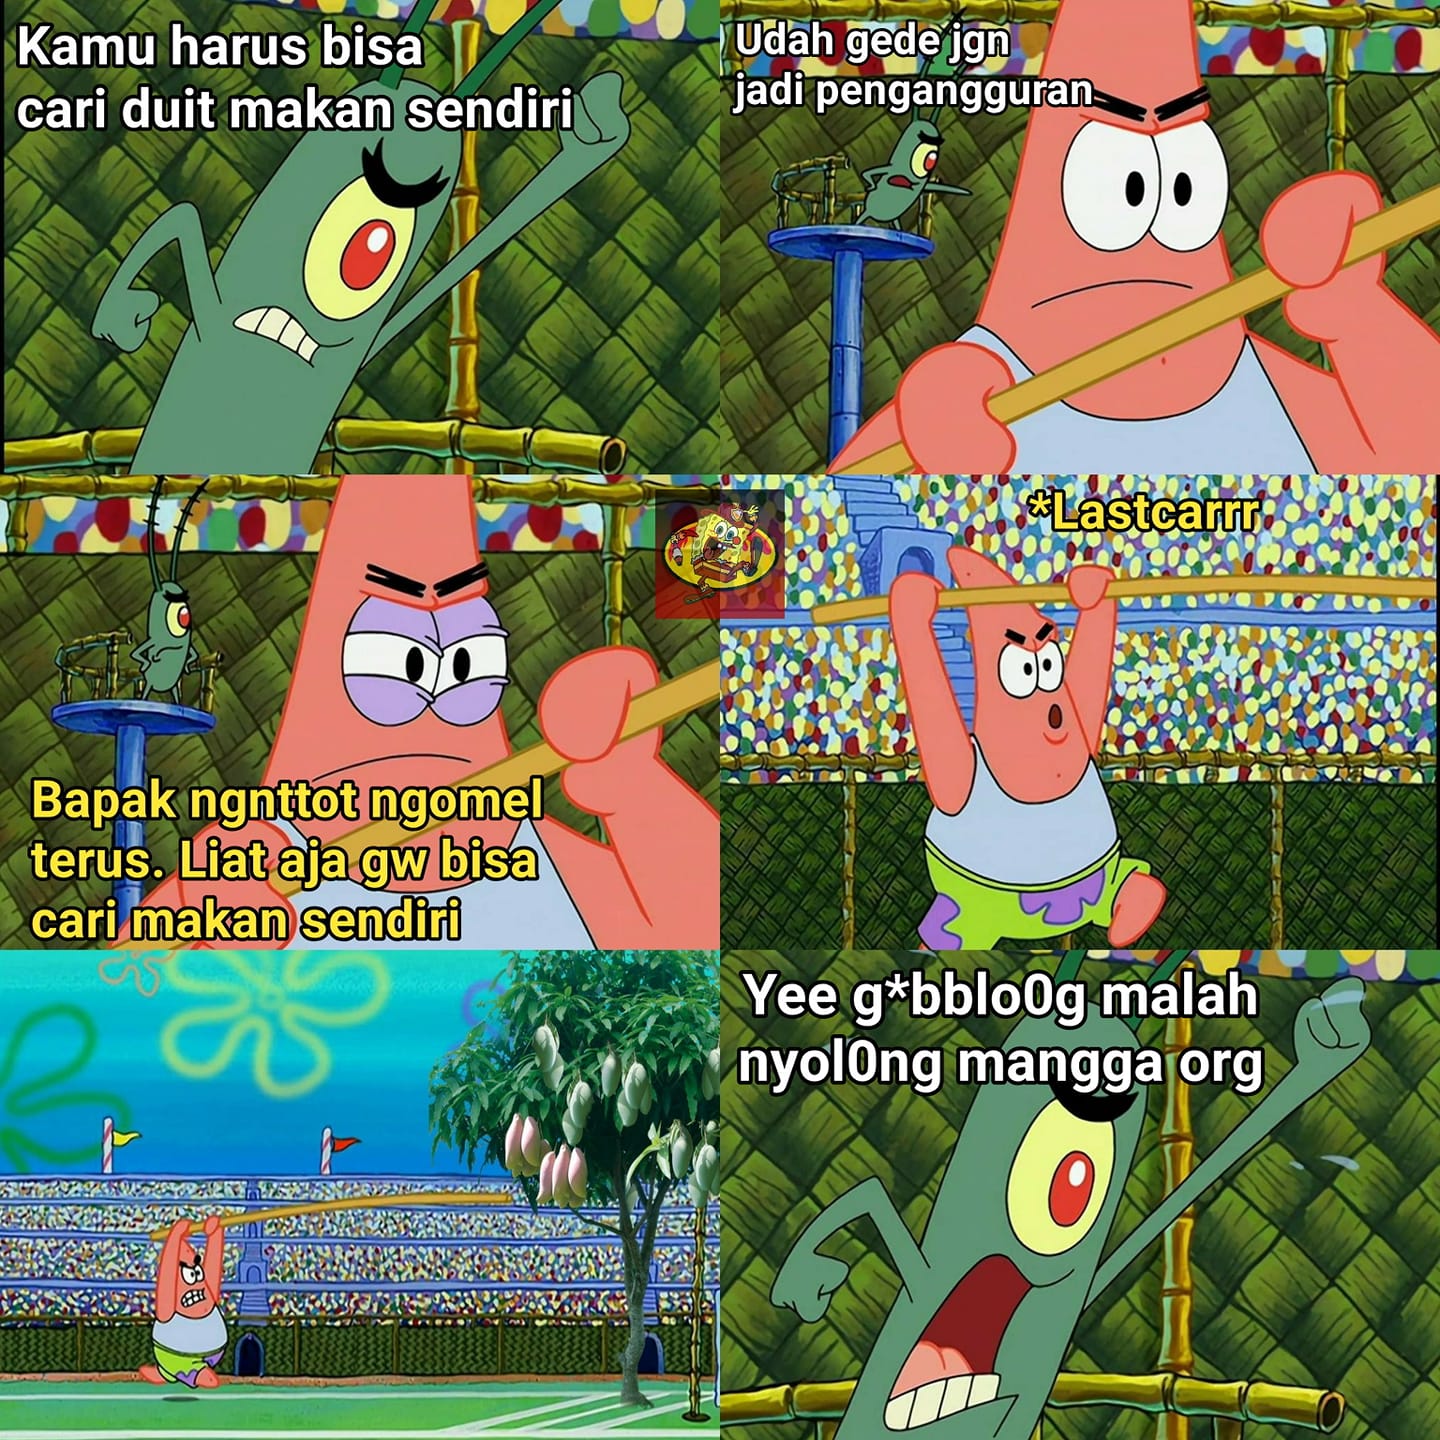 Kamu harus bisa
cari duit makan sendiri
Udah gede jgn
jadi pengangguran
Bapak ngnttot ngomel
terus. Liat aja gw bisa
cari makan sendiri
*Lastcarrr
Yee g*bblo0g malah
nyol0ng mangga org